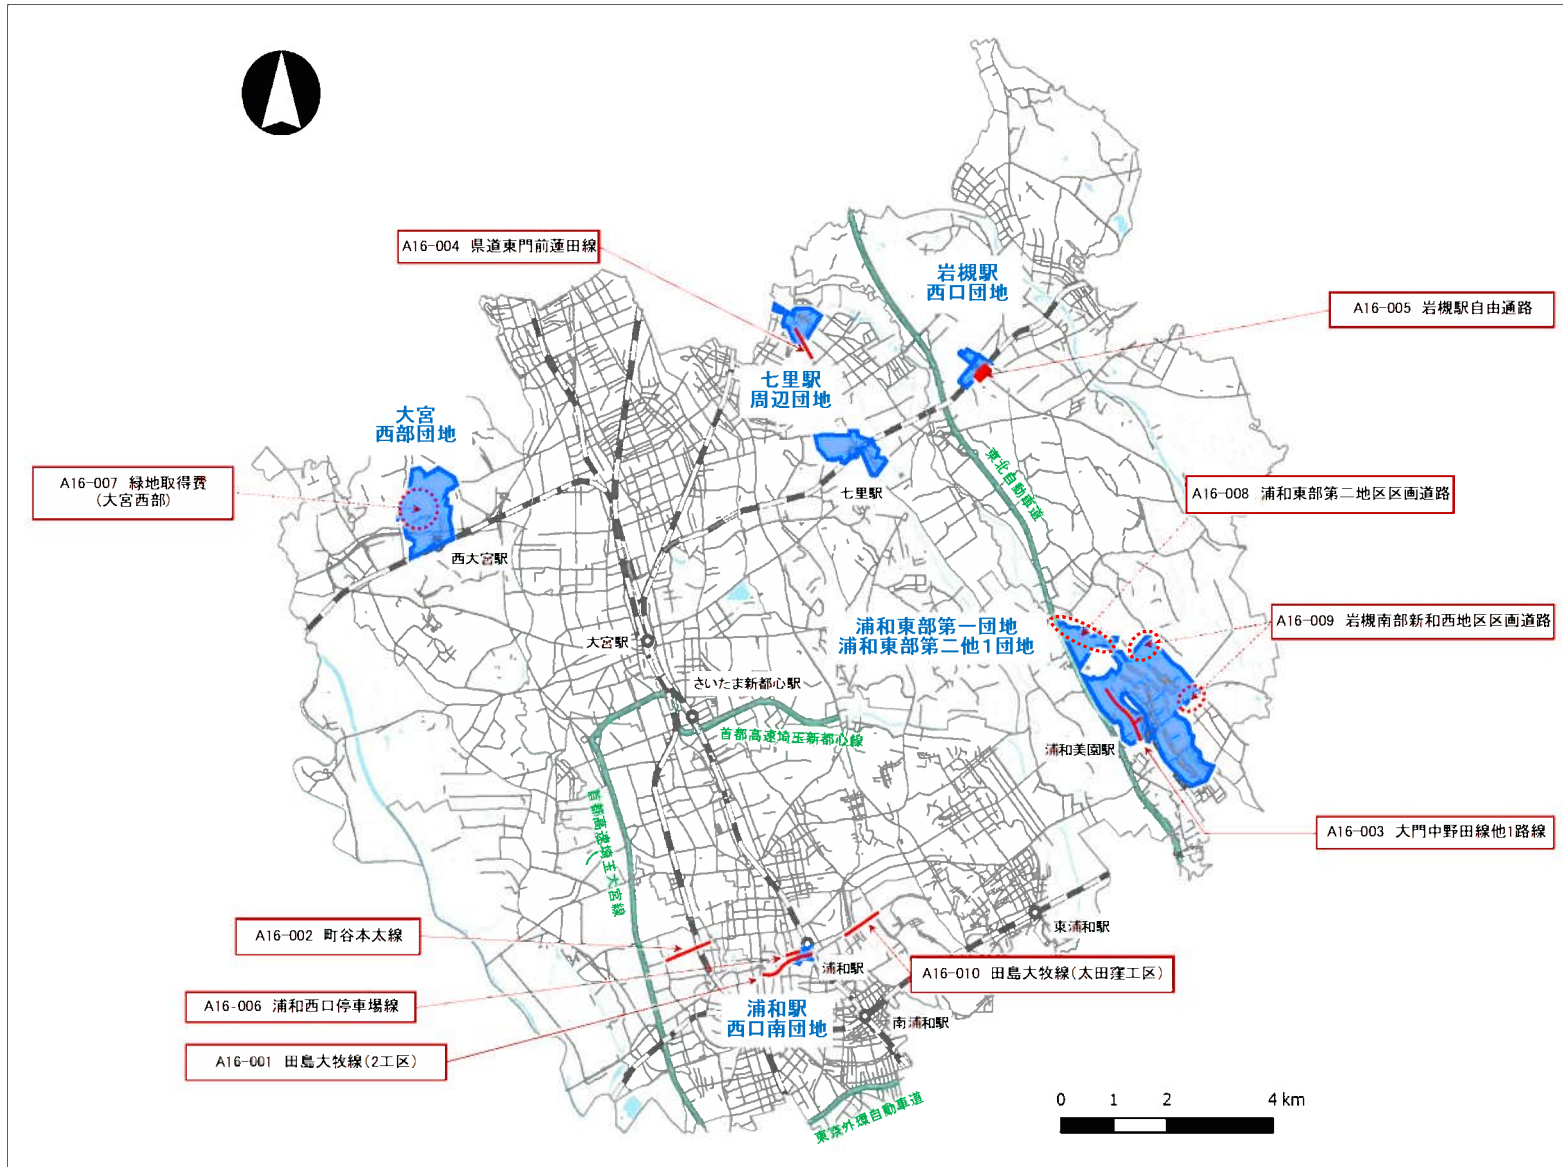 A16-004 県道東門前蓮田線
岩槻駅
西口団地
A16-005 岩槻駅自由通路
七里駅
周辺団地
大宮
西部団地
A16-007 緑地取得費
(大宮西部)
西大宮駅
七里駅
東北自動車道
A16-008 浦和東部第二地区区画道路
浦和東部第一団地
浦和東部第二他1団地
A16-009 岩槻南部新和西地区区画道路
大宮駅
さいたま新都心駅
首都高速埼玉新都心線
浦和美園駅
首都高速埼玉大宮線
A16-003 大門中野田線他1路線
A16-002 町谷本太線
東浦和駅
浦和駅
A16-010 田島大牧線(太田窪工区)
A16-006 浦和西口停車場線
浦和駅
西口南団地
南浦和駅
A16-001 田島大牧線(2工区)
東京外環自動車道
0 1 2 4 km